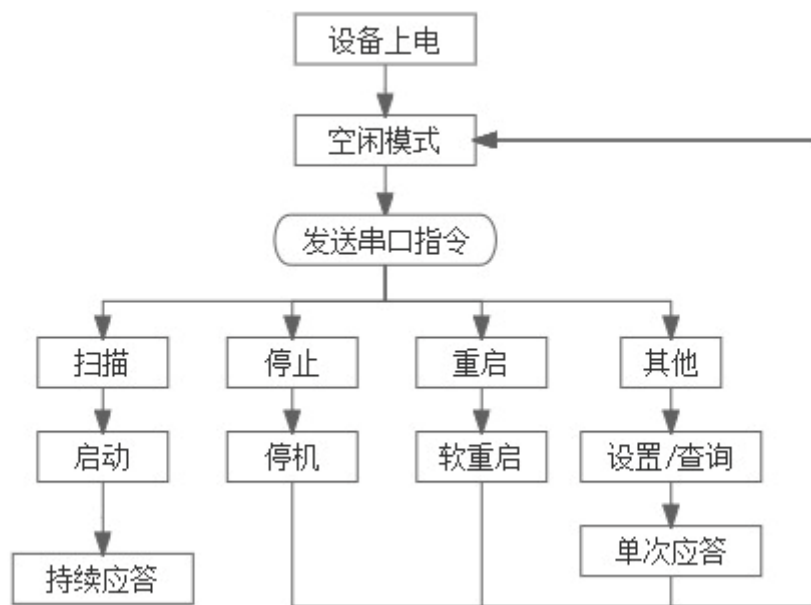 设备上电
空闲模式
发送串口指令
扫描
停止
重启
其他
启动
停机
软重启
设置/查询
单次应答
持续应答